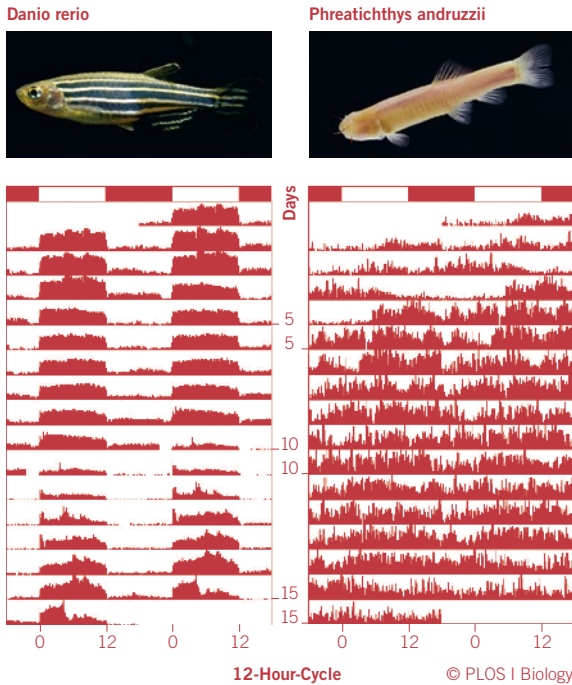 Danio rerio
Phreatichthys andruzzii
Days
5
5
10
10
15
15
0 12 0 12
0 12 0 12
12-Hour-Cycle
© PLOS I Biology